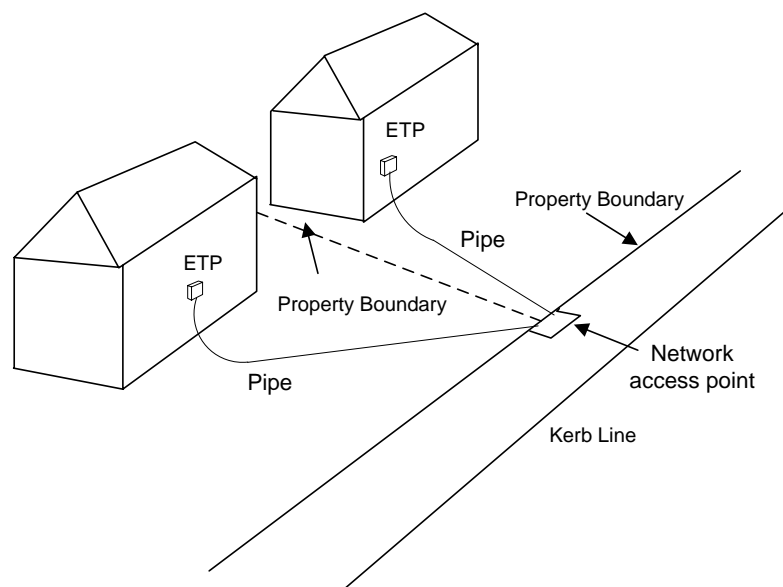 ETP
Property Boundary
Pipe
ETP
Property Boundary
Network
access point
Pipe
Kerb Line